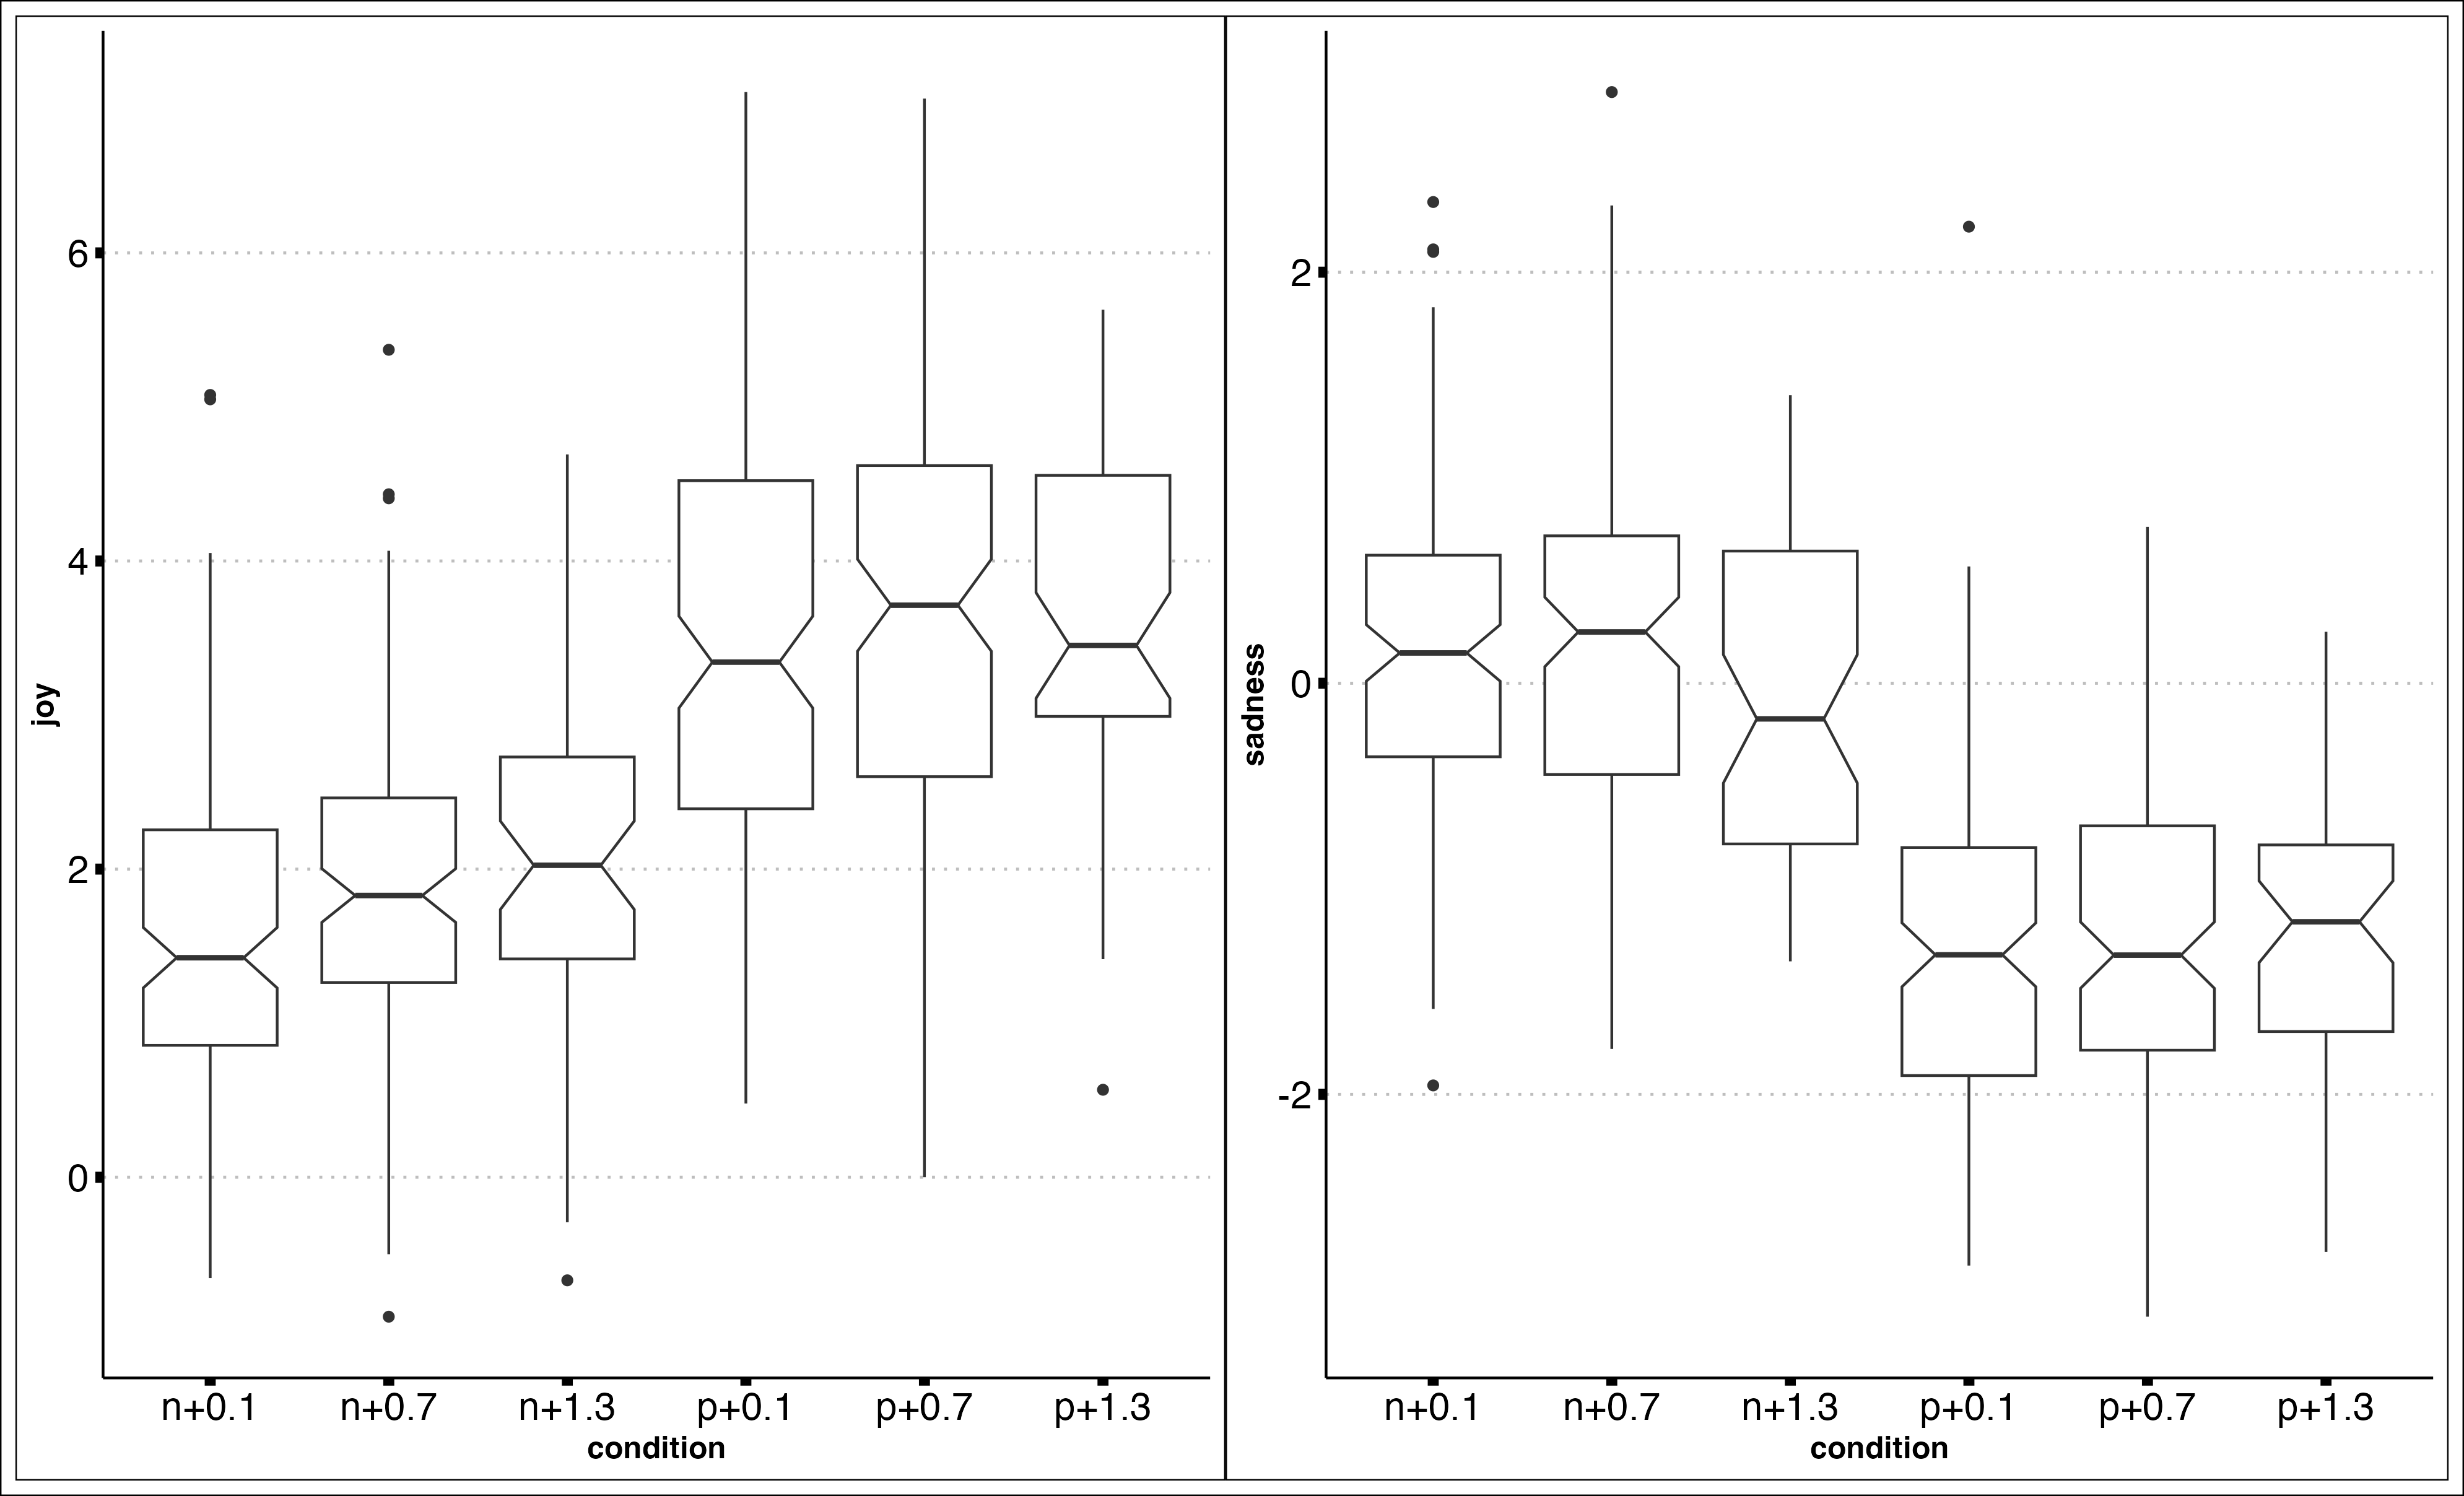 joy
6
4
2
0
n+0.1 n+0.7 n+1.3 p+0.1 p+0.7 p+1.3
condition
sadness
2
0
-2
n+0.1 n+0.7 n+1.3 p+0.1 p+0.7 p+1.3
condition